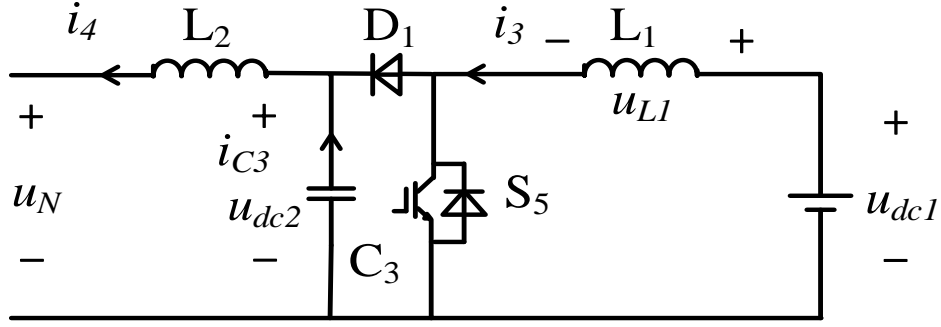 i4 L2 D1 i3 − L1 +
+ + uL1 +
iC3
uN udc2 S5 udc1
− − C3 −